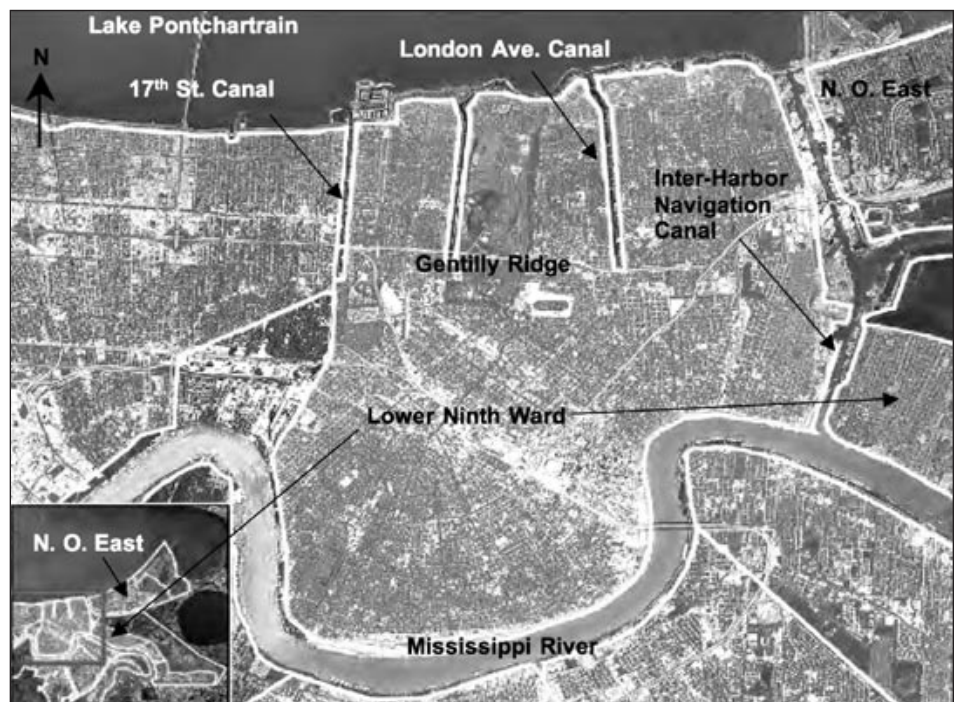 Lake Pontchartrain
London Ave. Canal
N
17th St. Canal
N. O. East
Inter-Harbor
Navigation
Canal
Gentilly Ridge
Lower Ninth Ward
N. O. East
Mississippi River